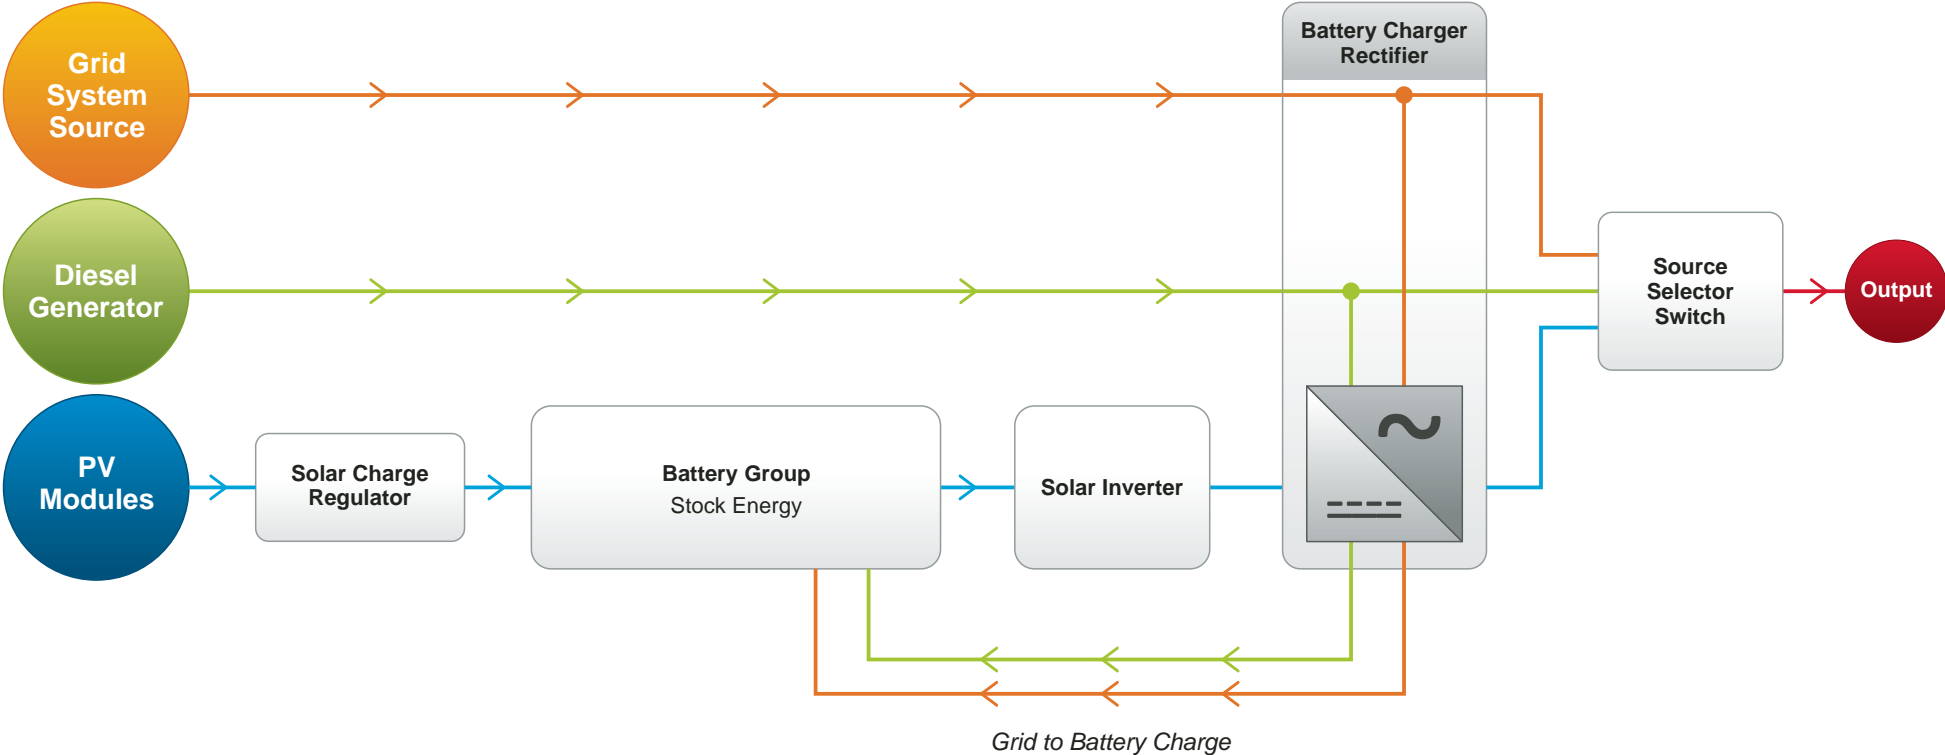 Grid
System
Source
Battery Charger
Rectifier
Diesel
Generator
Source
Selector
Switch
Output
PV
Modules
Solar Charge
Regulator
Battery Group
Stock Energy
Solar Inverter
Grid to Battery Charge